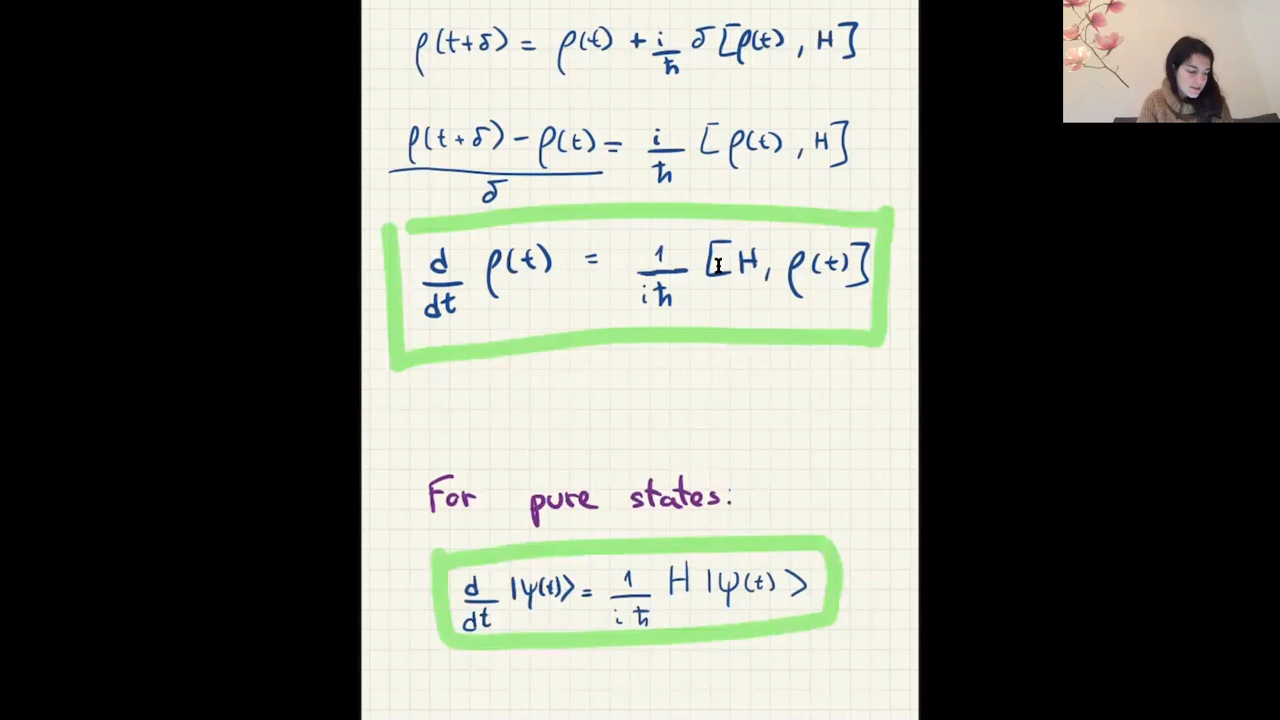 ρ(t+δ) = ρ(t) + i/ħ δ [ρ(t) , H]
ρ(t+δ) - ρ(t) / δ = i/ħ [ρ(t) , H]
d/dt ρ(t) = 1/iħ [H, ρ(t)]
For pure states:
d/dt |ψ(t)> = 1/iħ H |ψ(t)>